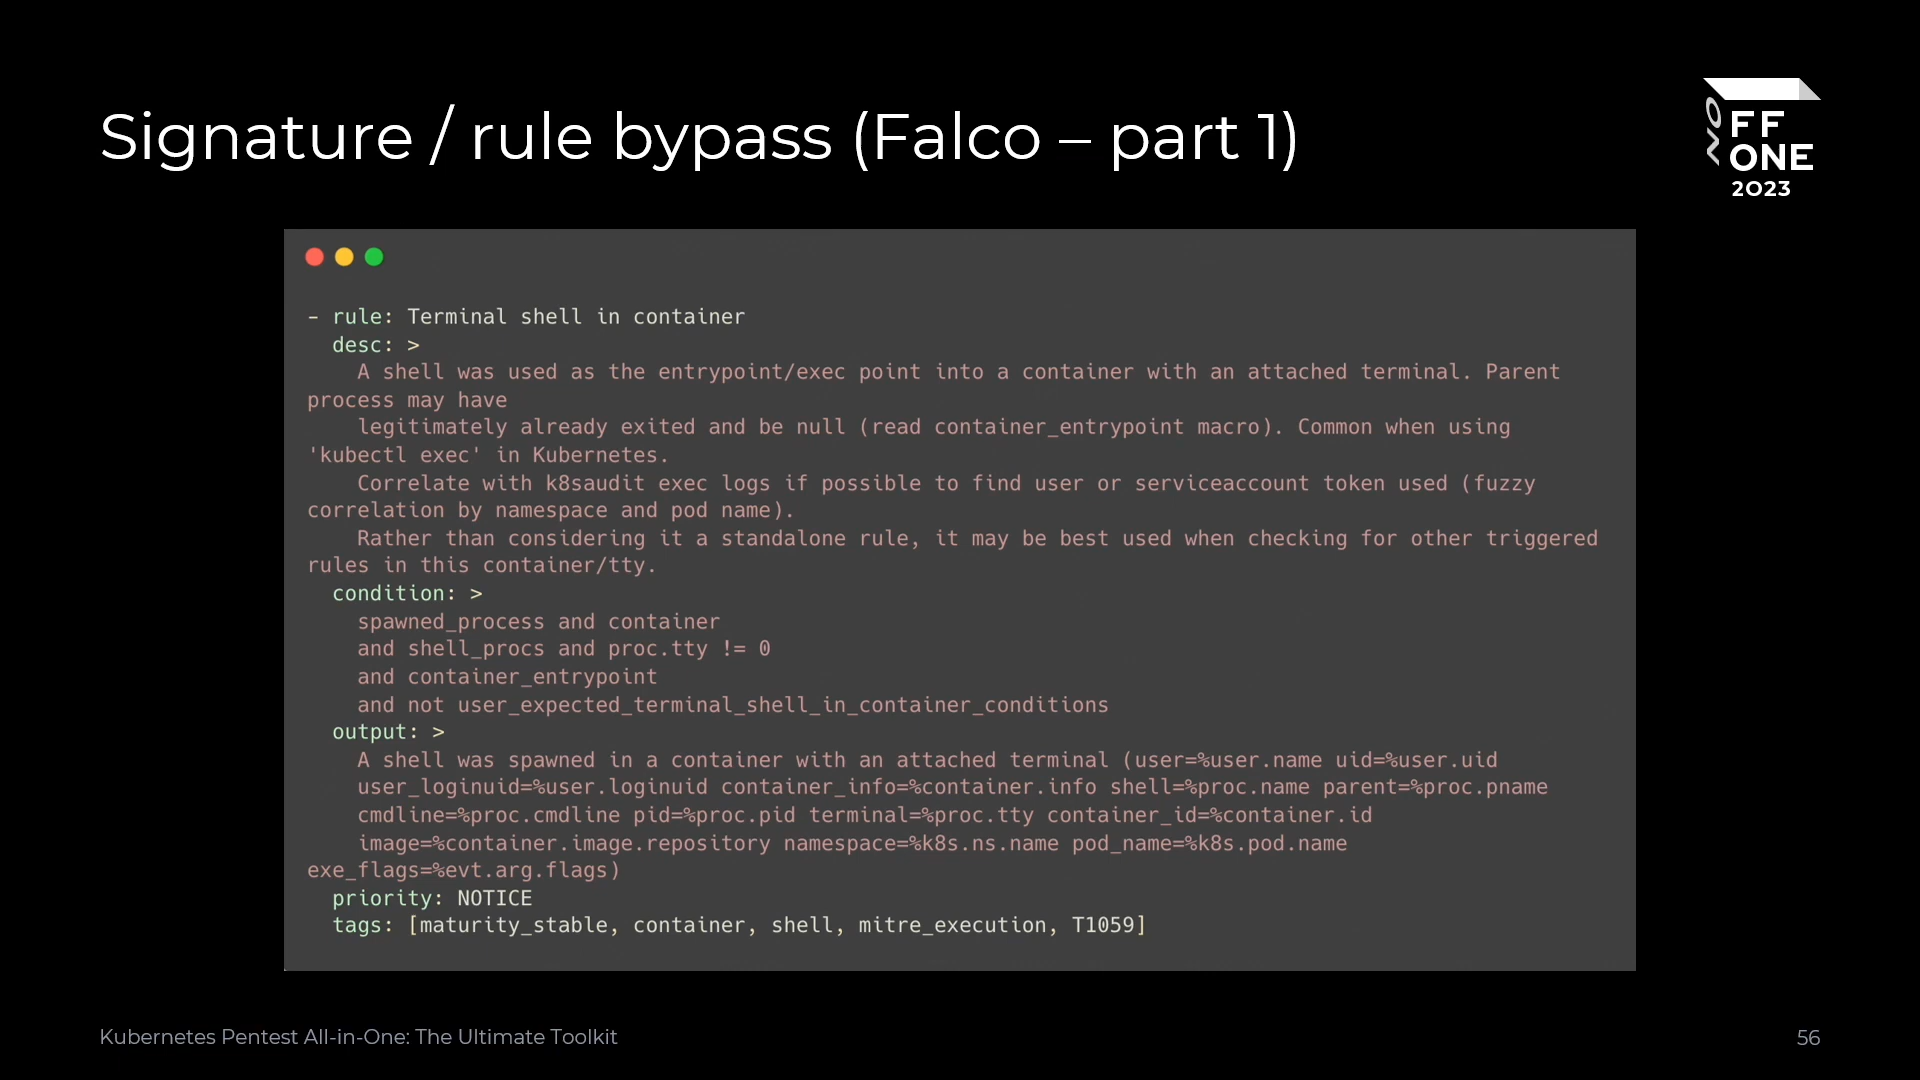 Signature / rule bypass (Falco – part 1)
OFF
ZONE
2023
- rule: Terminal shell in container
desc: >
A shell was used as the entrypoint/exec point into a container with an attached terminal. Parent
process may have
legitimately already exited and be null (read container_entrypoint macro). Common when using
'kubectl exec' in Kubernetes.
Correlate with k8saudit exec logs if possible to find user or serviceaccount token used (fuzzy
correlation by namespace and pod name).
Rather than considering it a standalone rule, it may be best used when checking for other triggered
rules in this container/tty.
condition: >
spawned_process and container
and shell_procs and proc.tty != 0
and container_entrypoint
and not user_expected_terminal_shell_in_container_conditions
output: >
A shell was spawned in a container with an attached terminal (user=%user.name uid=%user.uid
user_loginuid=%user.loginuid container_info=%container.info shell=%proc.name parent=%proc.pname
cmdline=%proc.cmdline pid=%proc.pid terminal=%proc.tty container_id=%container.id
image=%container.image.repository namespace=%k8s.ns.name pod_name=%k8s.pod.name
exe_flags=%evt.arg.flags)
priority: NOTICE
tags: [maturity_stable, container, shell, mitre_execution, T1059]
Kubernetes Pentest All-in-One: The Ultimate Toolkit
56